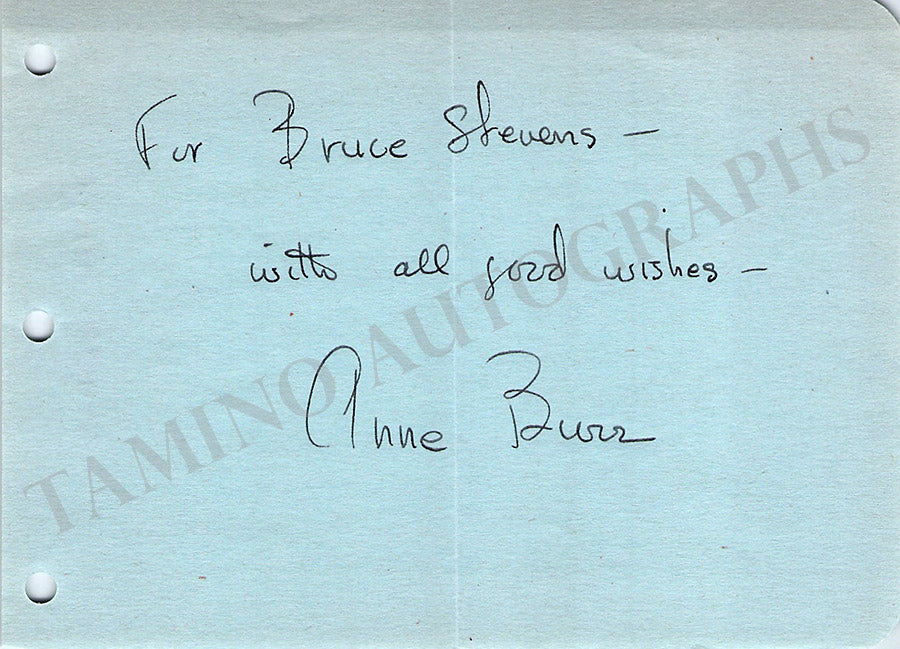 For Bruce Stevens —
with all good wishes —
Anne Burr
TAMINO AUTOGRAPHS